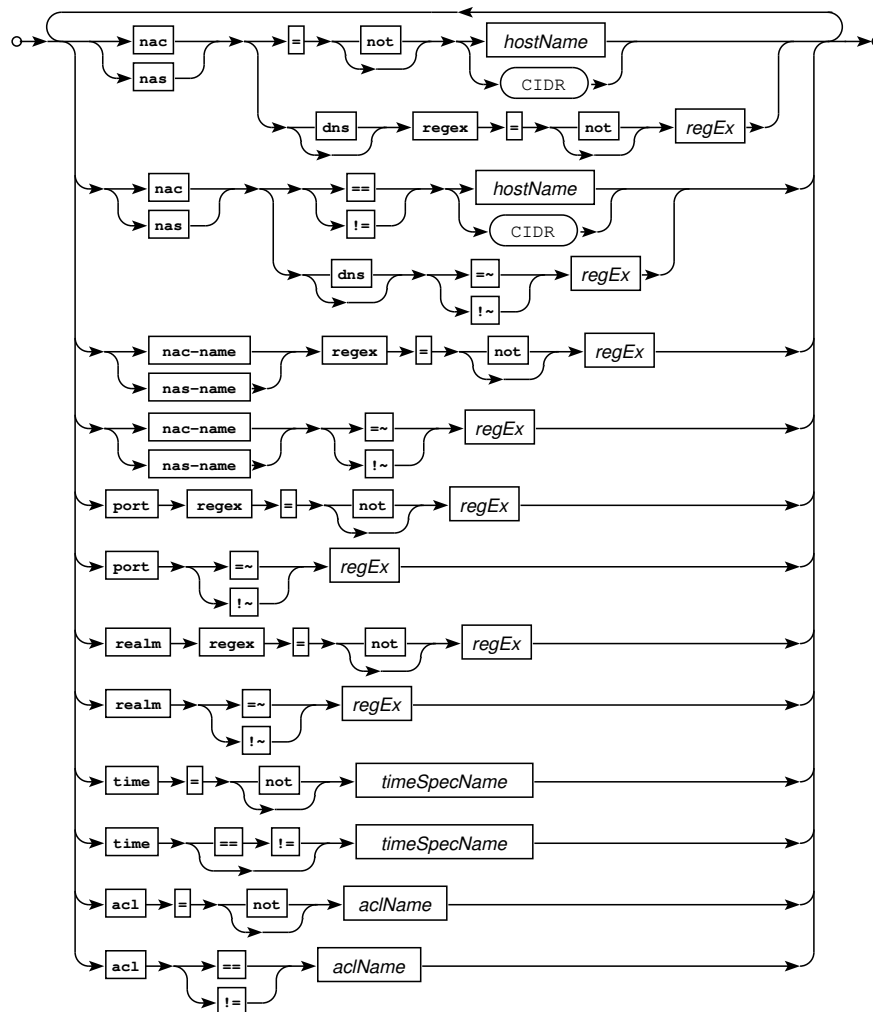 nac = not hostName
nas CIDR
dns regex = not regEx
nac == hostName
nas != CIDR
dns =~ regEx
!~
nac-name regex = not regEx
nas-name
nac-name =~ regEx
nas-name !~
port regex = not regEx
port =~ regEx
!~
realm regex = not regEx
realm =~ regEx
!~
time = not timeSpecName
time == != timeSpecName
acl = not aclName
acl == aclName
!=